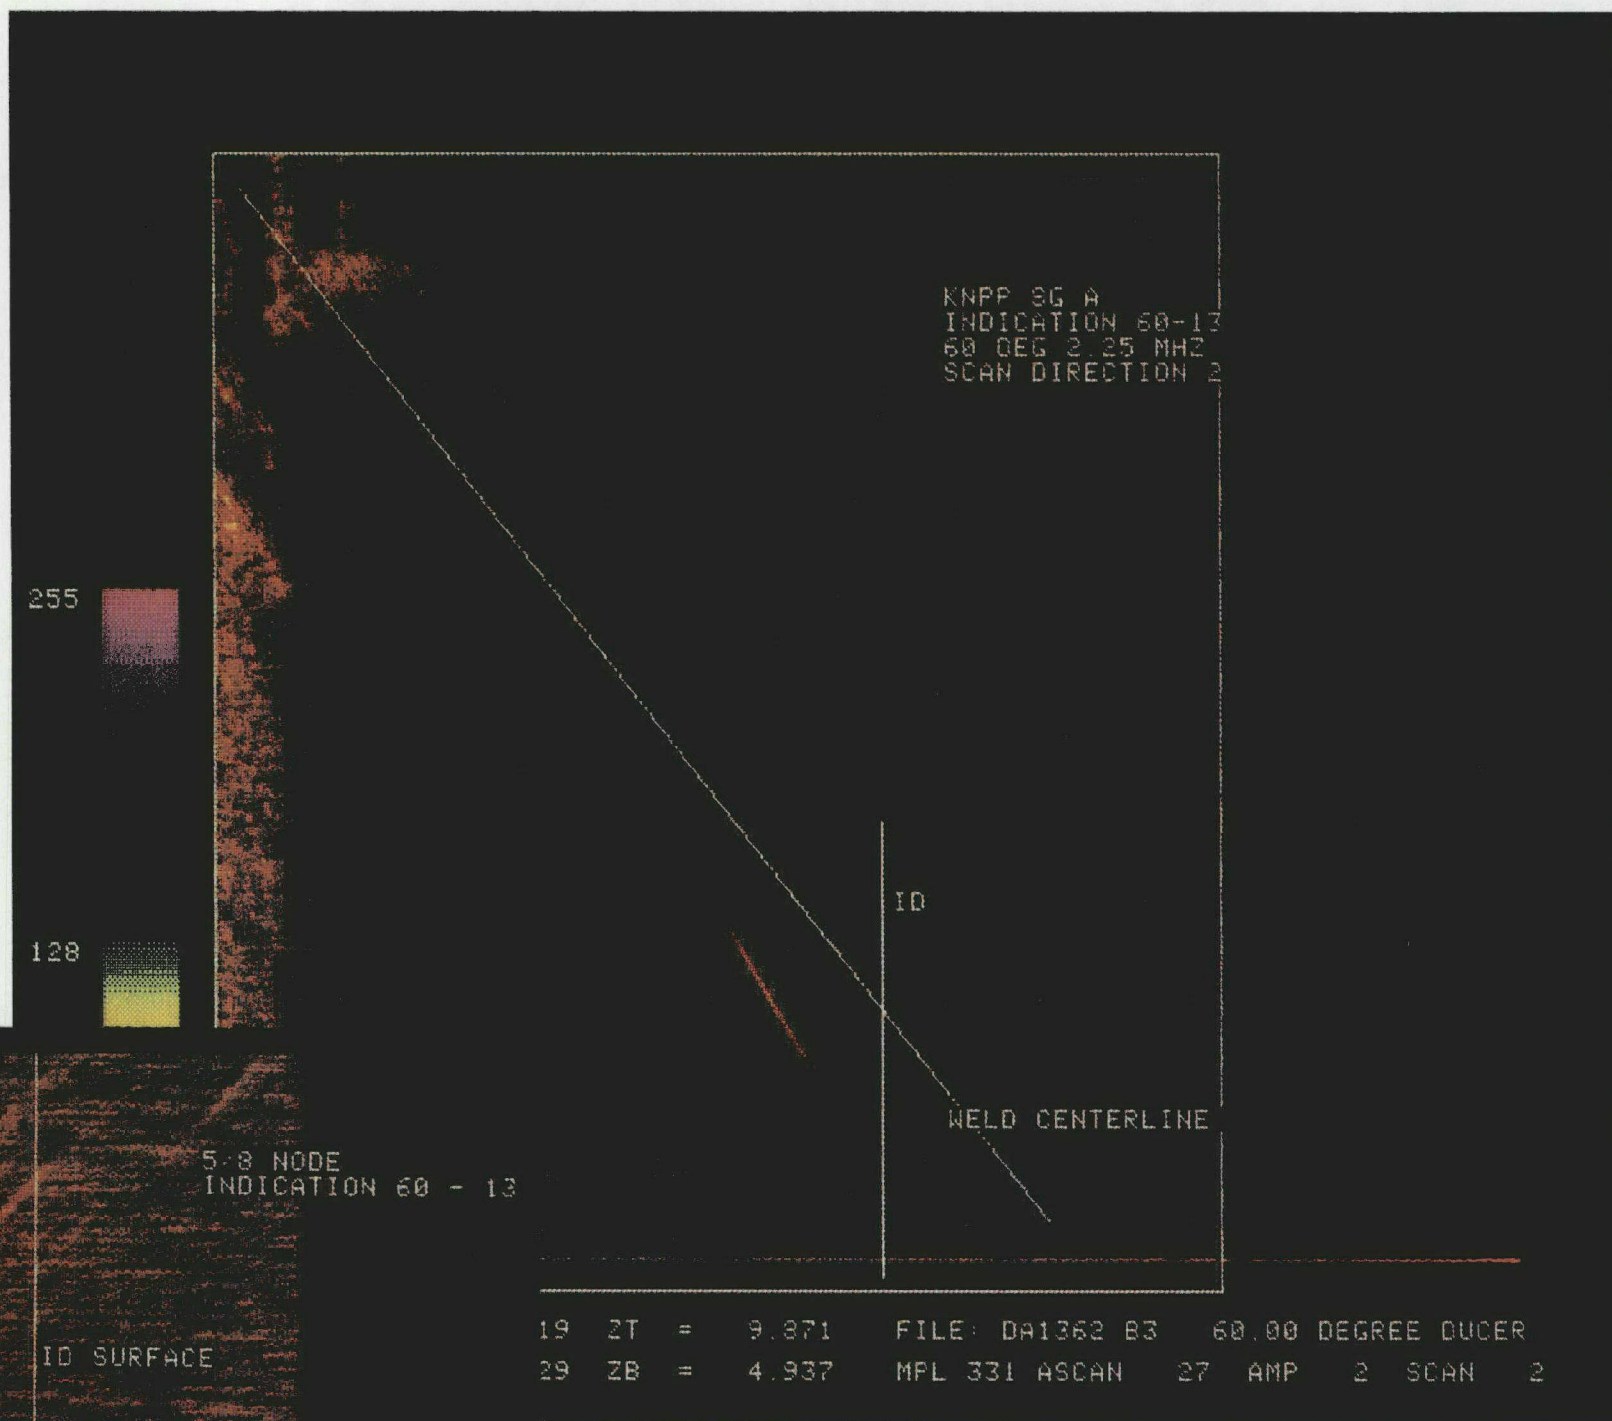 KNPP SG A
INDICATION 60-13
60 DEG 2.25 MHZ
SCAN DIRECTION 2
255
ID
128
WELD CENTERLINE
5/8 NODE
INDICATION 60 - 13
19 ZT = 9.871 FILE: DA1362 B3 60.00 DEGREE DUCER
ID SURFACE
29 ZB = 4.937 MPL 331 ASCAN 27 AMP 2 SCAN 2